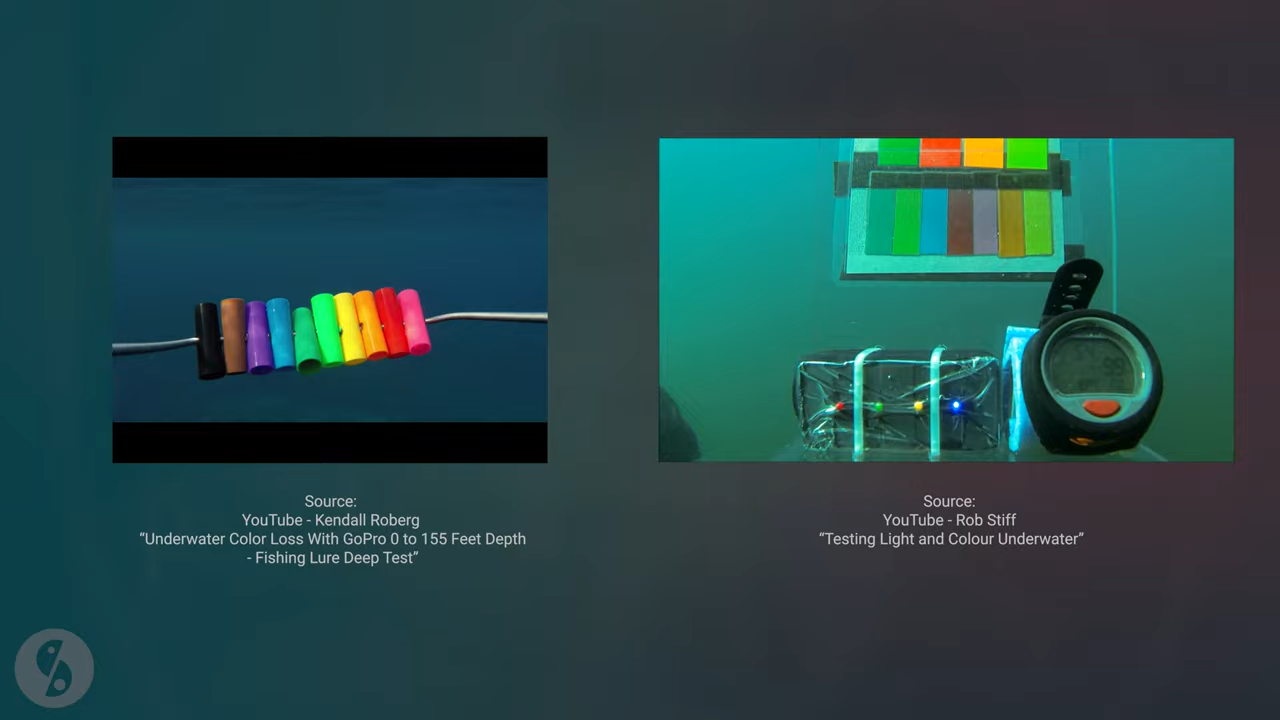 Source:
YouTube - Kendall Roberg
“Underwater Color Loss With GoPro 0 to 155 Feet Depth
- Fishing Lure Deep Test”
Source:
YouTube - Rob Stiff
“Testing Light and Colour Underwater”